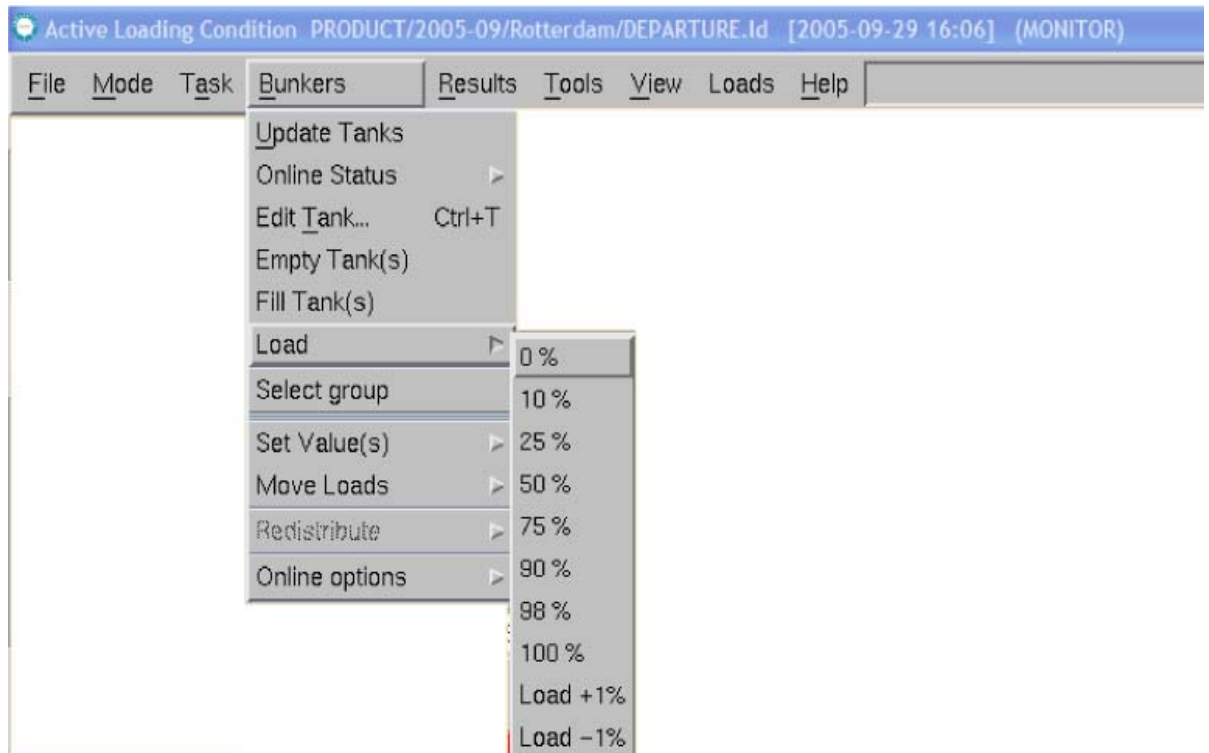 Active Loading Condition PRODUCT/2005-09/Rotterdam/DEPARTURE.ld [2005-09-29 16:06] (MONITOR)
File Mode Task Bunkers Results Tools View Loads Help
Update Tanks
Online Status
Edit Tank... Ctrl+T
Empty Tank(s)
Fill Tank(s)
Load
Select group
Set Value(s)
Move Loads
Redistribute
Online options
0 %
10 %
25 %
50 %
75 %
90 %
98 %
100 %
Load +1%
Load -1%